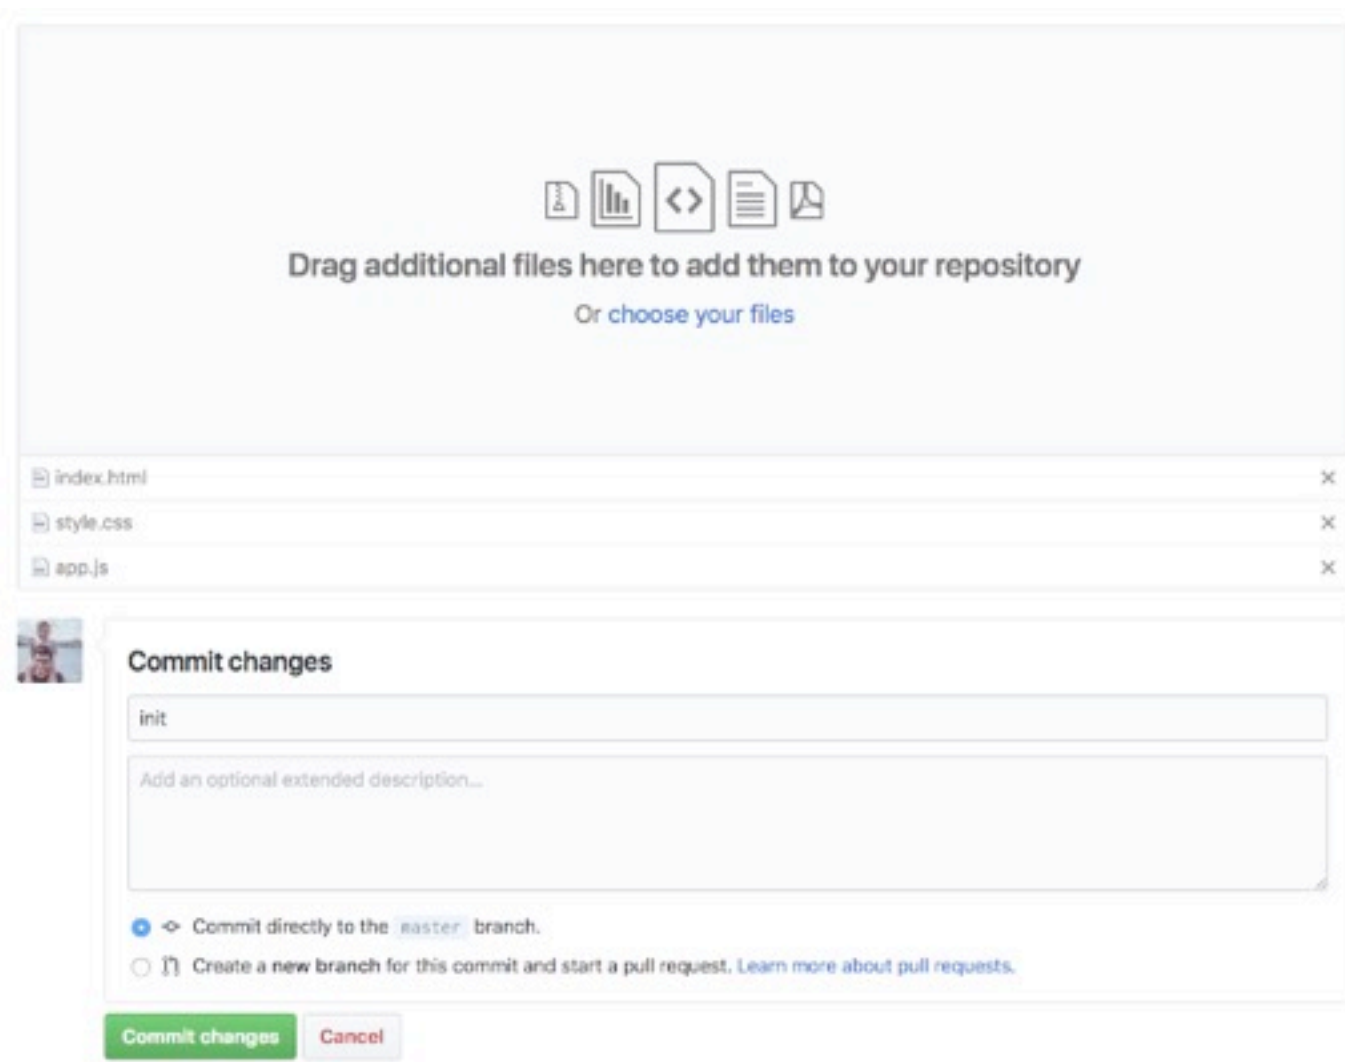 Drag additional files here to add them to your repository
Or choose your files
index.html
style.css
app.js
Commit changes
init
Add an optional extended description...
Commit directly to the master branch.
Create a new branch for this commit and start a pull request. Learn more about pull requests.
Commit changes
Cancel